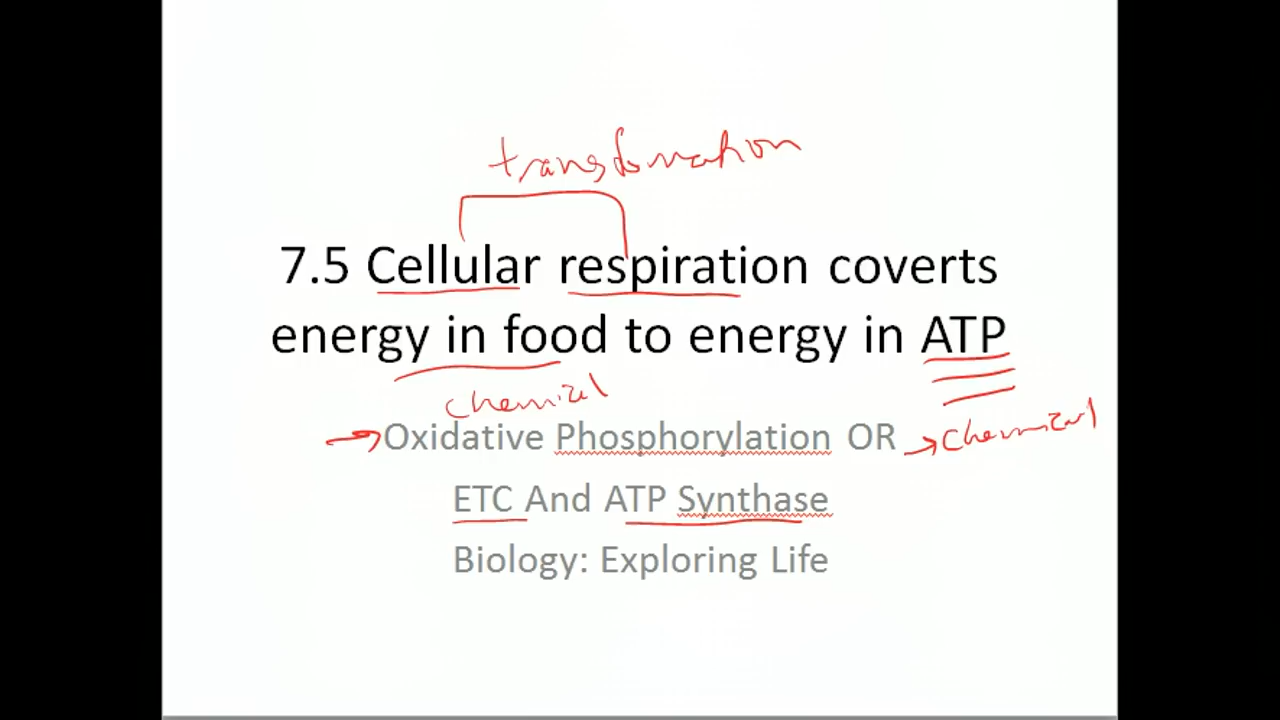 transformation
7.5 Cellular respiration coverts
energy in food to energy in ATP
chemical
Oxidative Phosphorylation OR
chemical
ETC And ATP Synthase
Biology: Exploring Life